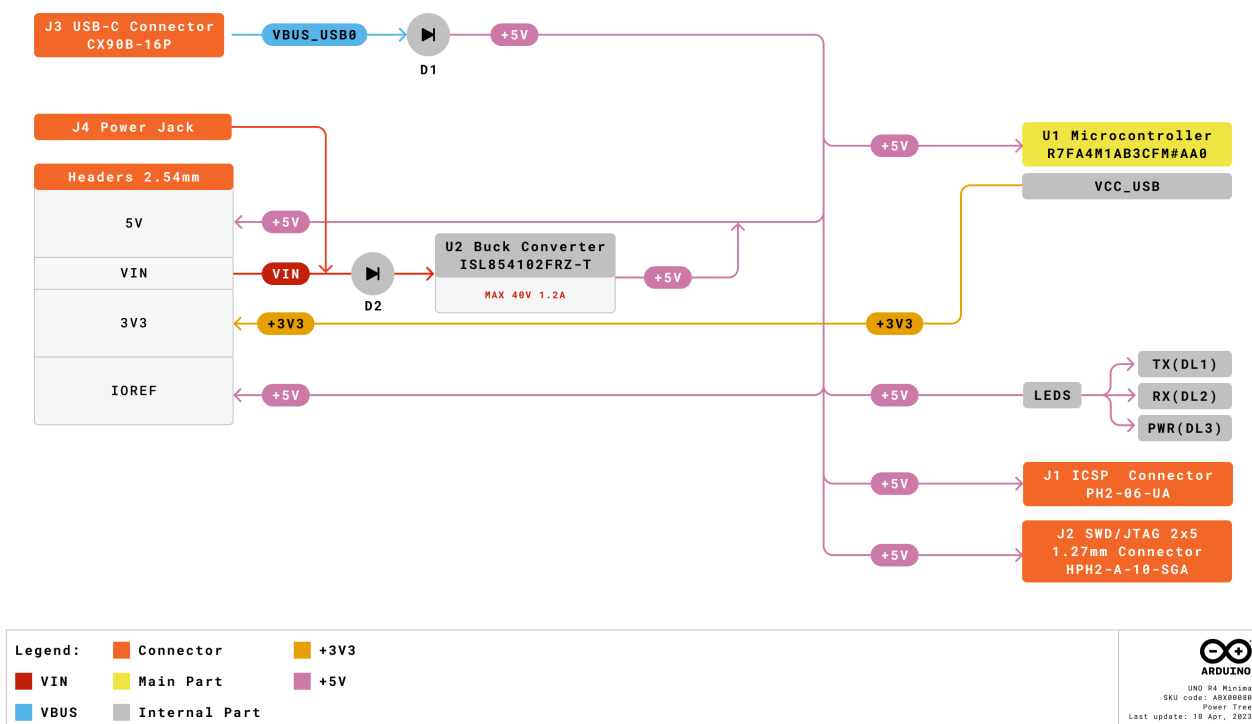 J3 USB-C Connector
CX90B-16P
VBUS_USB0
+5V
D1
J4 Power Jack
+5V
U1 Microcontroller
R7FA4M1AB3CFM#AA0
Headers 2.54mm
VCC_USB
5V
+5V
U2 Buck Converter
ISL854102FRZ-T
VIN
VIN
+5V
MAX 40V 1.2A
D2
3V3
+3V3
+3V3
TX(DL1)
IOREF
+5V
+5V
LEDS
RX(DL2)
PWR(DL3)
+5V
J1 ICSP Connector
PH2-06-UA
+5V
J2 SWD/JTAG 2x5
1.27mm Connector
HPH2-A-10-SGA
Legend:
Connector
+3V3
VIN
Main Part
+5V
VBUS
Internal Part
ARDUINO
UNO R4 Minima
SKU code: ABX00080
Power Tree
Last update: 18 Apr, 2023